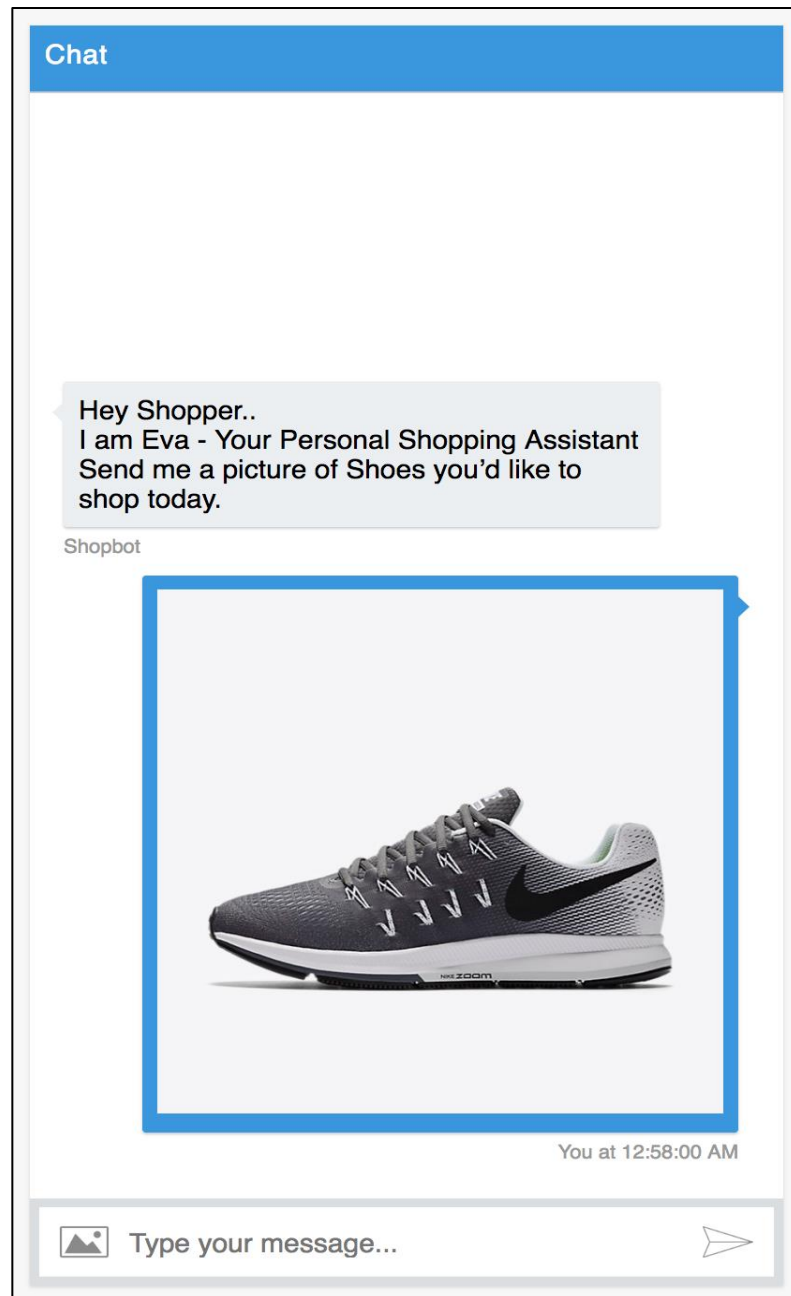 Chat
Hey Shopper..
I am Eva - Your Personal Shopping Assistant
Send me a picture of Shoes you’d like to
shop today.
Shopbot
NIKE ZOOM
You at 12:58:00 AM
Type your message...